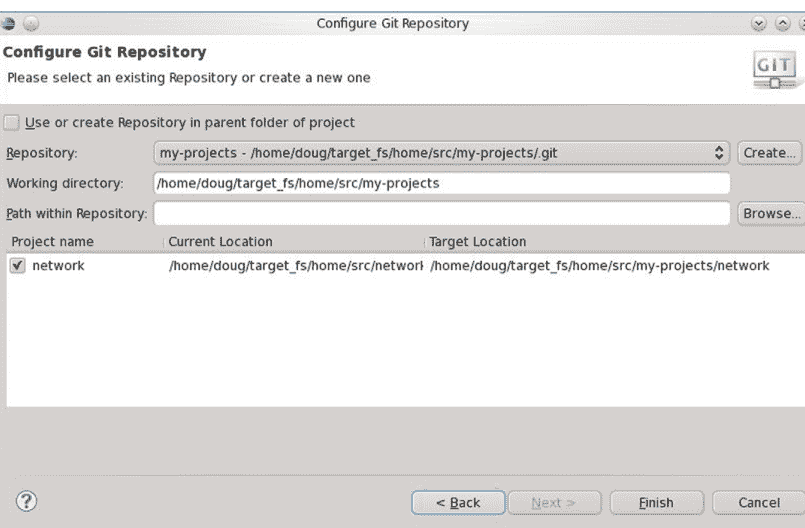 Configure Git Repository
Configure Git Repository
Please select an existing Repository or create a new one
GIT
Use or create Repository in parent folder of project
Repository: my-projects - /home/doug/target_fs/home/src/my-projects/.git Create...
Working directory: /home/doug/target_fs/home/src/my-projects
Path within Repository: Browse...
Project name Current Location Target Location
network /home/doug/target_fs/home/src/network /home/doug/target_fs/home/src/my-projects/network
? < Back Next > Finish Cancel